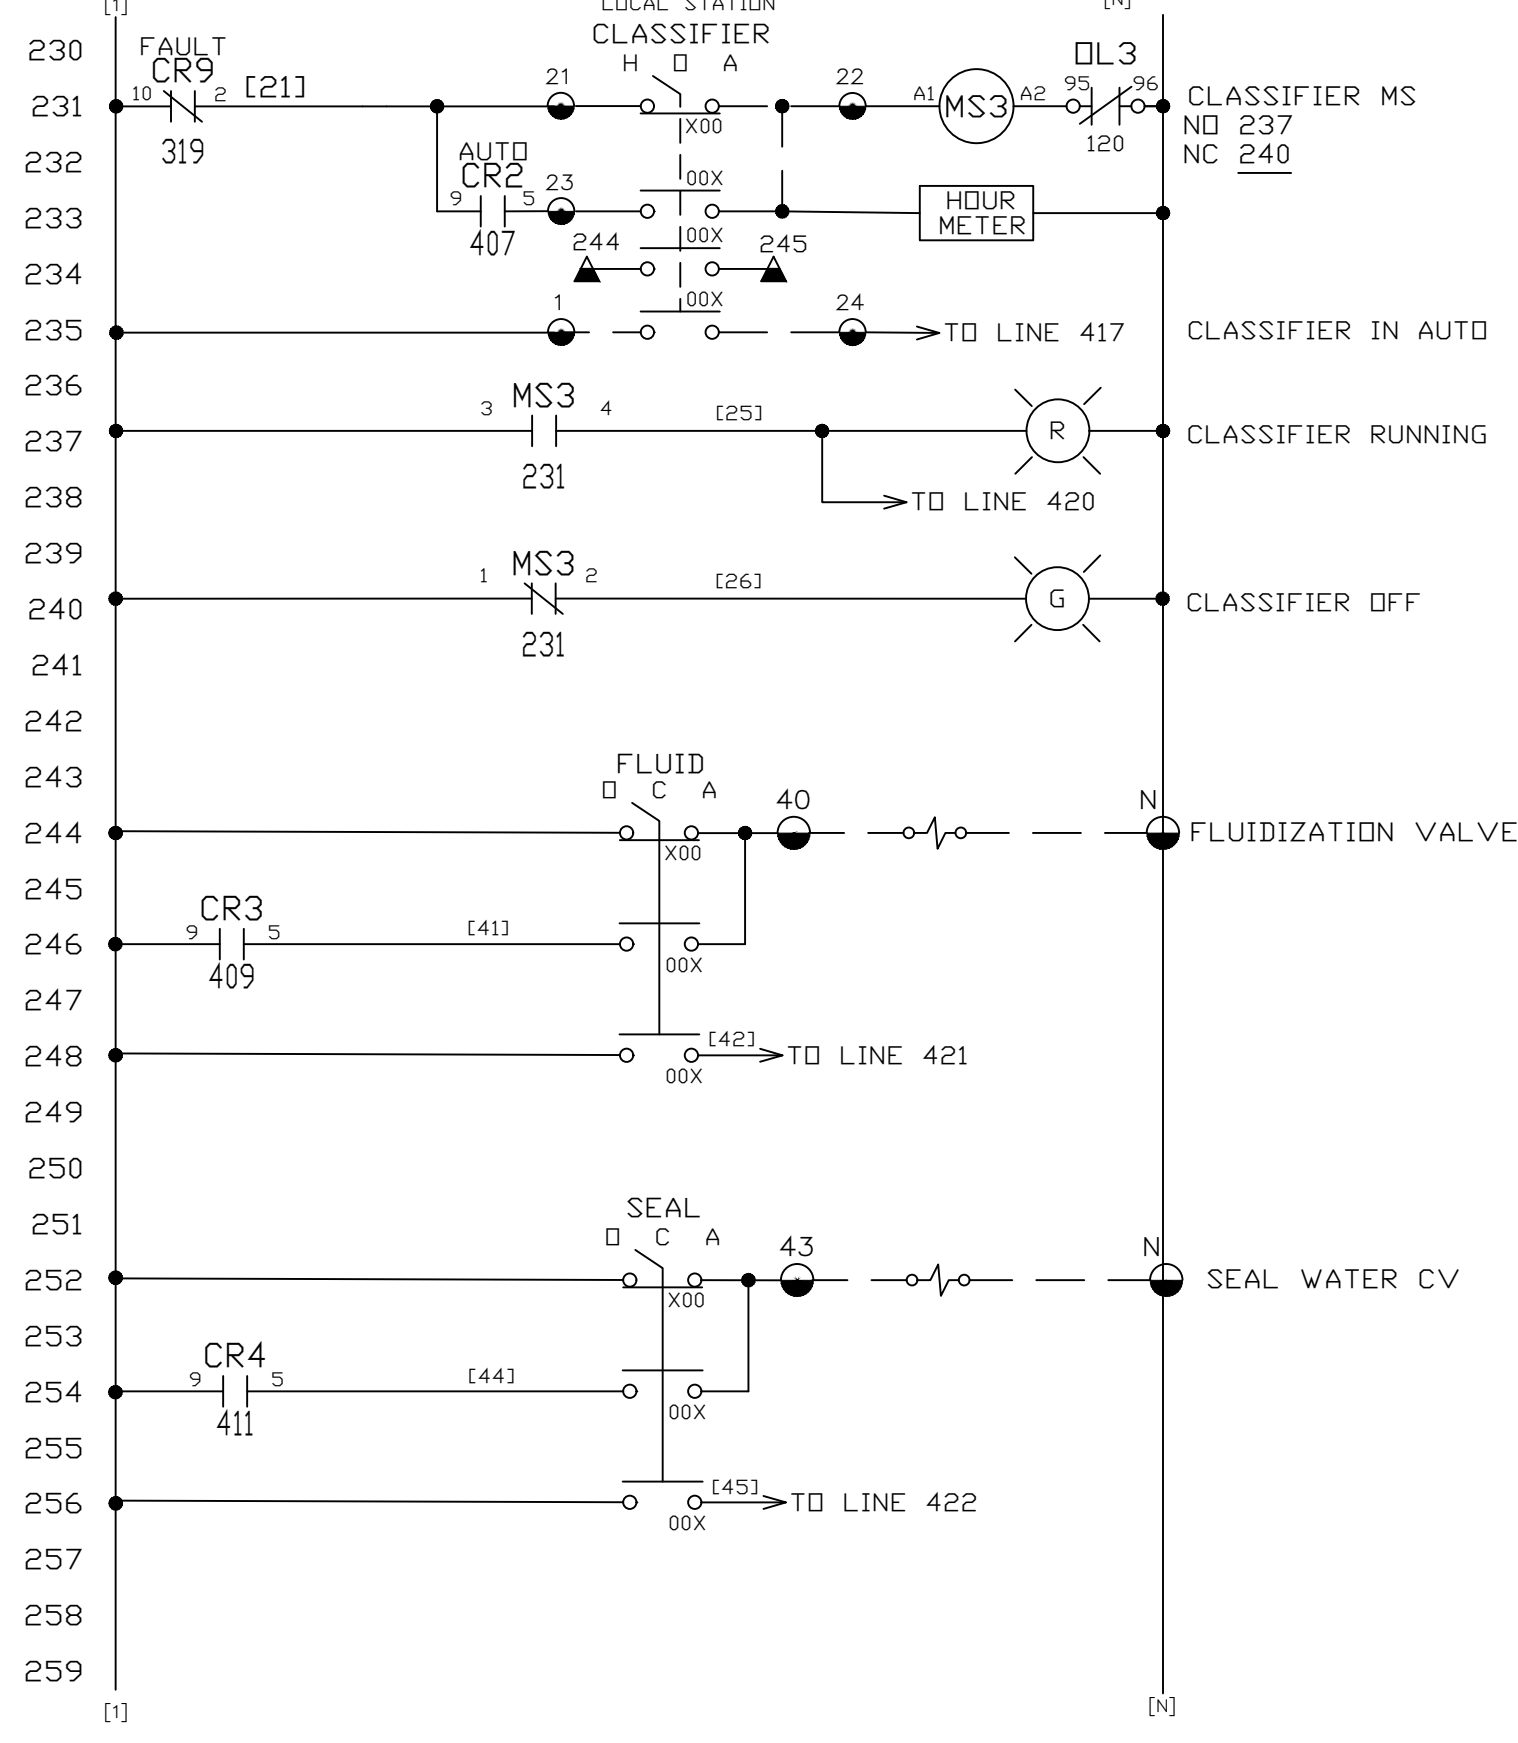 [1]
LOCAL STATION
[N]
230
FAULT
CLASSIFIER
CR9
H O A
OL3
231
10 2 [21]
21
22
A1 MS3 A2
95 96
CLASSIFIER MS
X00
NO 237
319
120
232
AUTO
NC 240
CR2
00X
9 5 23
233
HOUR
METER
407
244
00X
245
234
1
00X
24
235
TO LINE 417
CLASSIFIER IN AUTO
236
MS3
3 4
[25]
237
R
CLASSIFIER RUNNING
231
238
TO LINE 420
239
MS3
1 2
[26]
240
G
CLASSIFIER OFF
231
241
242
243
FLUID
O C A
40
N
244
FLUIDIZATION VALVE
X00
245
CR3
9 5
[41]
246
00X
409
247
[42]
248
TO LINE 421
00X
249
250
251
SEAL
O C A
43
N
252
SEAL WATER CV
X00
253
CR4
9 5
[44]
254
00X
411
255
[45]
256
TO LINE 422
00X
257
258
259
[1]
[N]